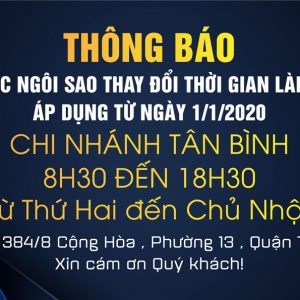 THÔNG BÁO
C NGÔI SAO THAY ĐỔI THỜI GIAN LÀ
ÁP DỤNG TỪ NGÀY 1/1/2020
CHI NHÁNH TÂN BÌNH
8H30 ĐẾN 18H30
ừ Thứ Hai đến Chủ Nhậ
384/8 Cộng Hòa , Phường 13 , Quận
Xin cám ơn Quý khách!